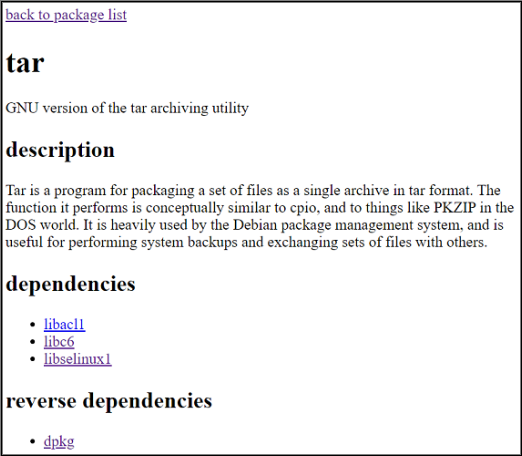 back to package list
tar
GNU version of the tar archiving utility
description
Tar is a program for packaging a set of files as a single archive in tar format. The
function it performs is conceptually similar to cpio, and to things like PKZIP in the
DOS world. It is heavily used by the Debian package management system, and is
useful for performing system backups and exchanging sets of files with others.
dependencies
• libacl1
• libc6
• libselinux1
reverse dependencies
• dpkg